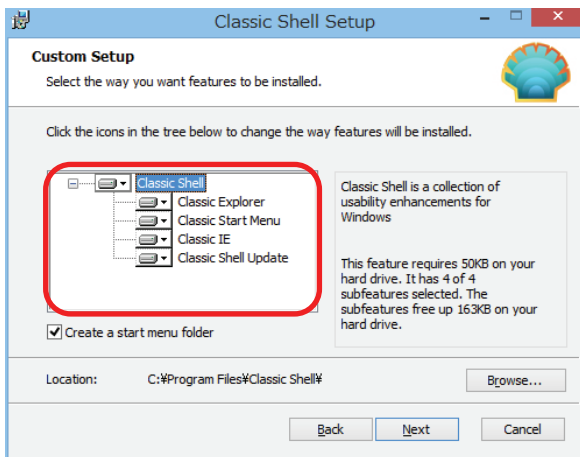 Classic Shell Setup
Custom Setup
Select the way you want features to be installed.
Click the icons in the tree below to change the way features will be installed.
Classic Shell
Classic Explorer
Classic Start Menu
Classic IE
Classic Shell Update
Classic Shell is a collection of
usability enhancements for
Windows
This feature requires 50KB on your
hard drive. It has 4 of 4
subfeatures selected. The
subfeatures free up 163KB on your
hard drive.
Create a start menu folder
Location: C:¥Program Files¥Classic Shell¥
Browse...
Back Next Cancel